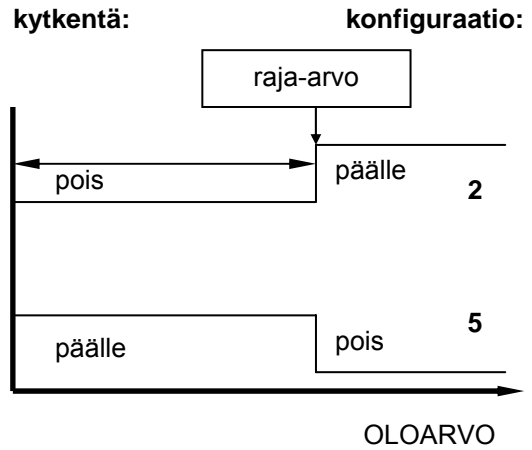 kytkentä: konfiguraatio:
raja-arvo
pois päälle 2
päälle pois 5
OLOARVO